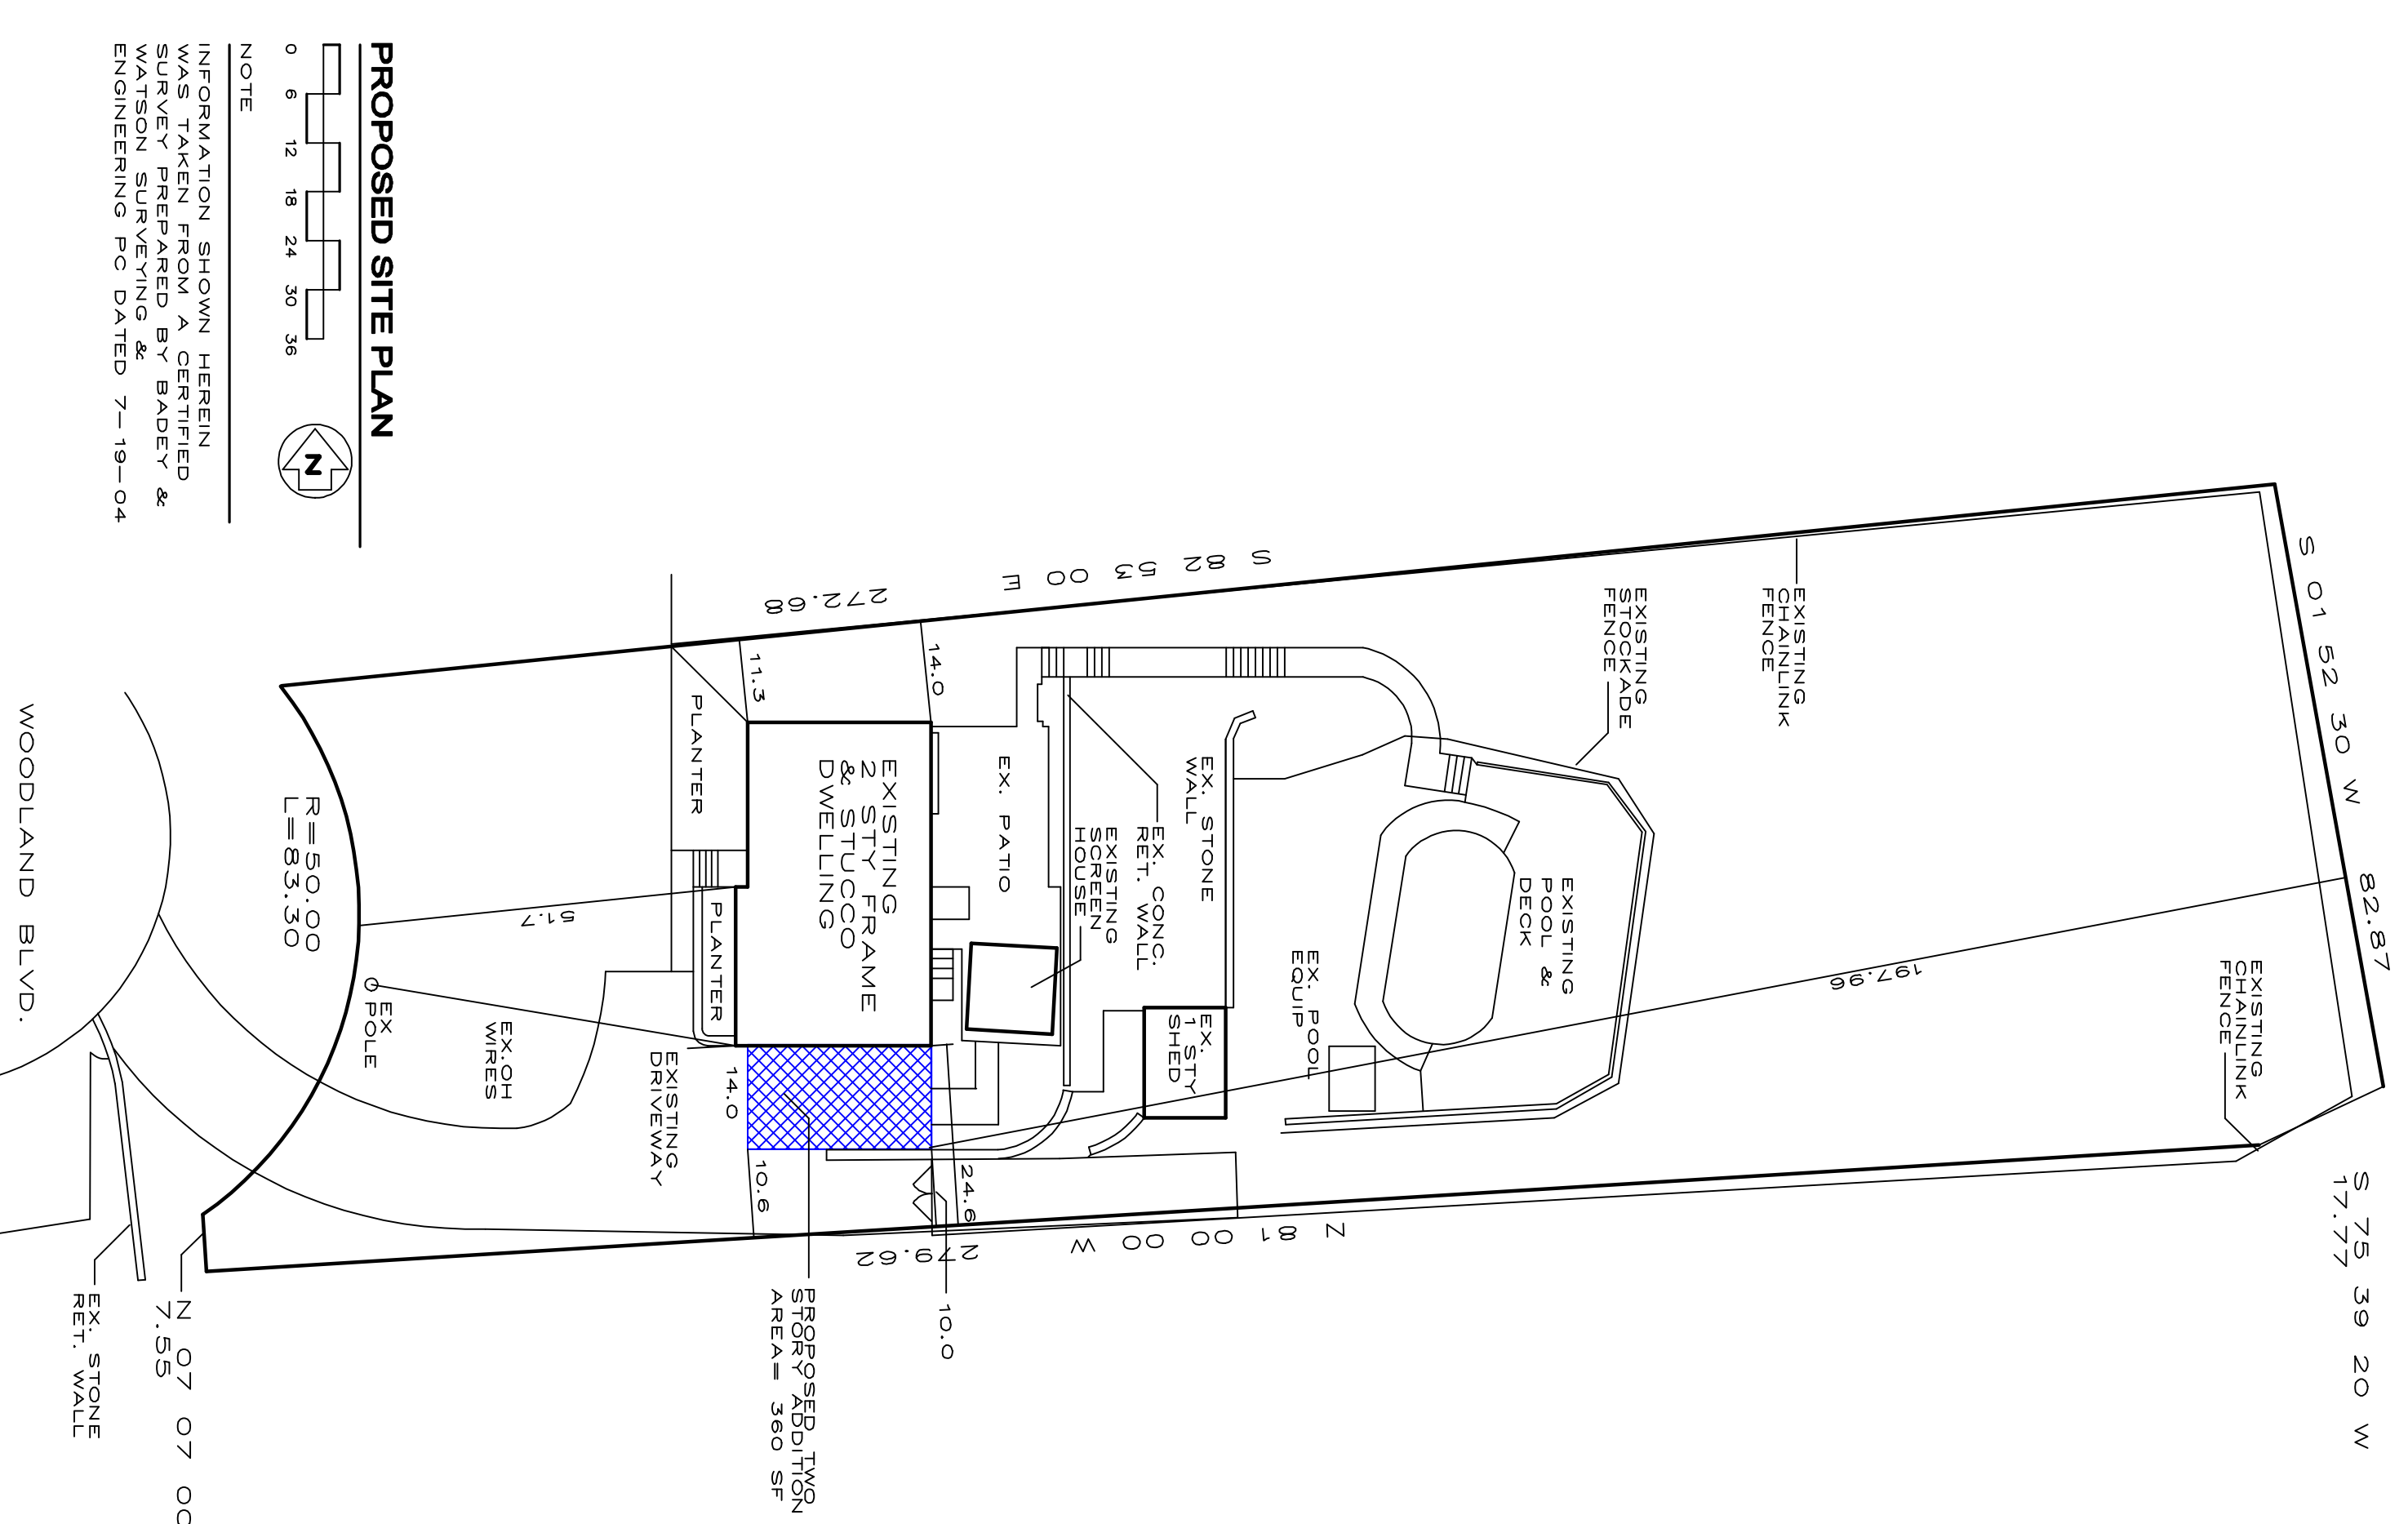 PROPOSED SITE PLAN
0 6 12 18 24 30 36
N
NOTE
INFORMATION SHOWN HEREIN
WAS TAKEN FROM A CERTIFIED
SURVEY PREPARED BY BADEY &
WATSON SURVEYING &
ENGINEERING PC DATED 7-19-04
S 01 52 30 W
82.87
S 82 53 00 E
272.68
EXISTING
CHAINLINK
FENCE
EXISTING
STOCKADE
FENCE
11.3
14.0
PLANTER
EXISTING
2 STY FRAME
& STUCCO
DWELLING
EX. PATIO
EX. STONE
WALL
EX. CONC.
RET. WALL
EXISTING
SCREEN
HOUSE
EXISTING
POOL &
DECK
EX. POOL
EQUIP
EX.
1 STY
SHED
197.96
EXISTING
CHAINLINK
FENCE
WOODLAND BLVD.
R=50.00
L=83.30
51.7
PLANTER
EX
POLE
EX.OH
WIRES
EXISTING
DRIVEWAY
14.0
10.6
24.6
10.0
N 81 00 00 W
279.62
PROPOSED TWO
STORY ADDITION
AREA= 360 SF
S 75 39 20 W
17.77
N 07 07 00
7.55
EX. STONE
RET. WALL